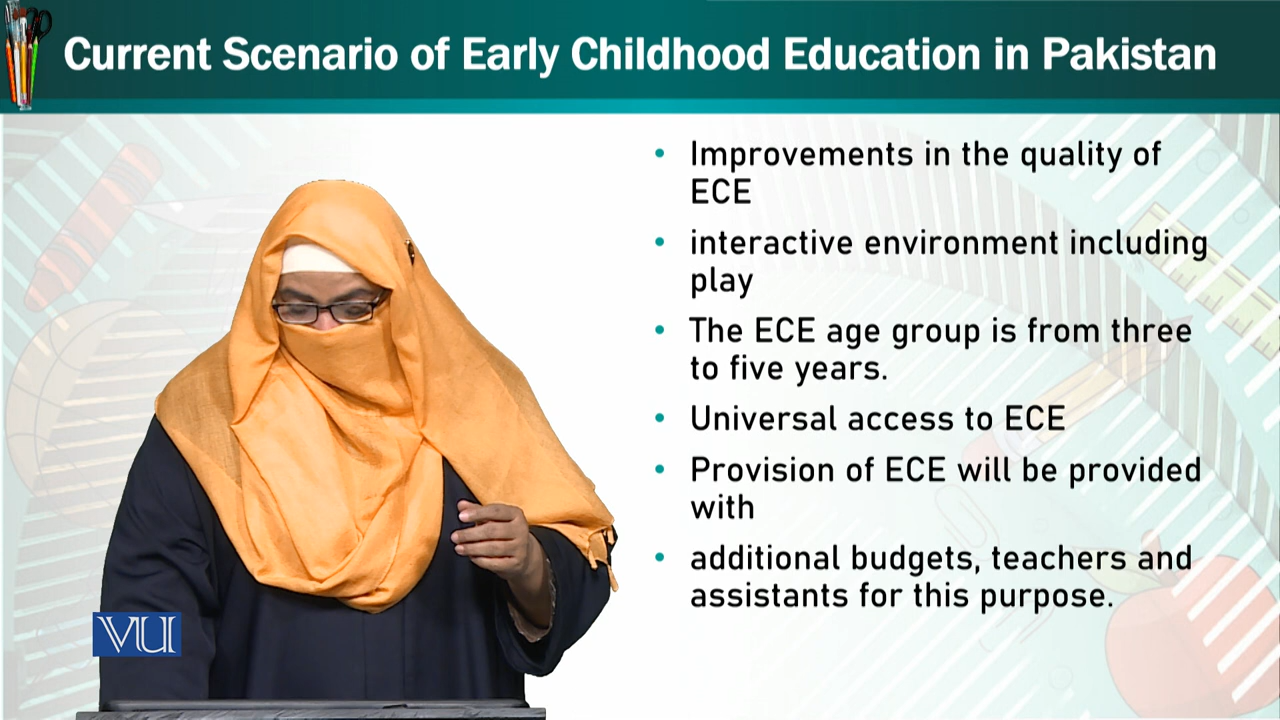 Current Scenario of Early Childhood Education in Pakistan
• Improvements in the quality of
ECE
• interactive environment including
play
• The ECE age group is from three
to five years.
• Universal access to ECE
• Provision of ECE will be provided
with
• additional budgets, teachers and
assistants for this purpose.
VU